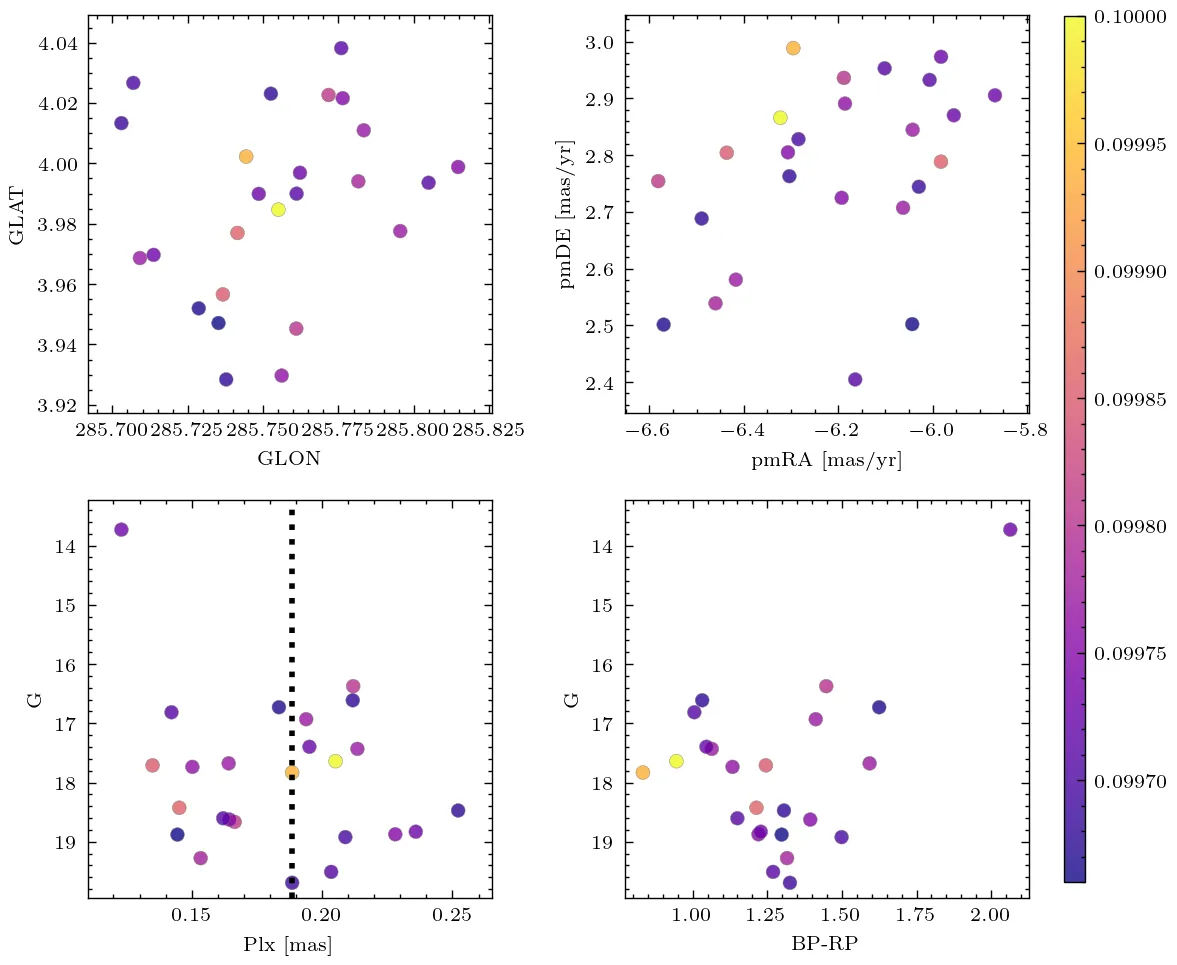 4.04
4.02
4.00
3.98
3.96
3.94
3.92
GLAT
285.700 285.725 285.750 285.775 285.800 285.825
GLON
3.0
2.9
2.8
2.7
2.6
2.5
2.4
pmDE [mas/yr]
−6.6 −6.4 −6.2 −6.0 −5.8
pmRA [mas/yr]
0.10000
0.09995
0.09990
0.09985
0.09980
0.09975
0.09970
14
15
16
17
18
19
G
0.15 0.20 0.25
Plx [mas]
14
15
16
17
18
19
G
1.00 1.25 1.50 1.75 2.00
BP-RP